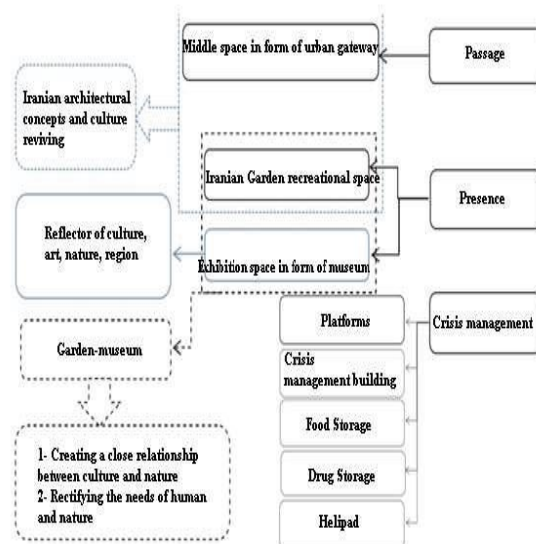 Middle space in form of urban gateway
Passage
Iranian architectural
concepts and culture
reviving
Iranian Garden recreational space
Presence
Reflector of culture,
art, nature, region
Exhibition space in form of museum
Platforms
Crisis management
Garden-museum
Crisis
management building
Food Storage
1- Creating a close relationship
between culture and nature
2- Rectifying the needs of human
and nature
Drug Storage
Helipad